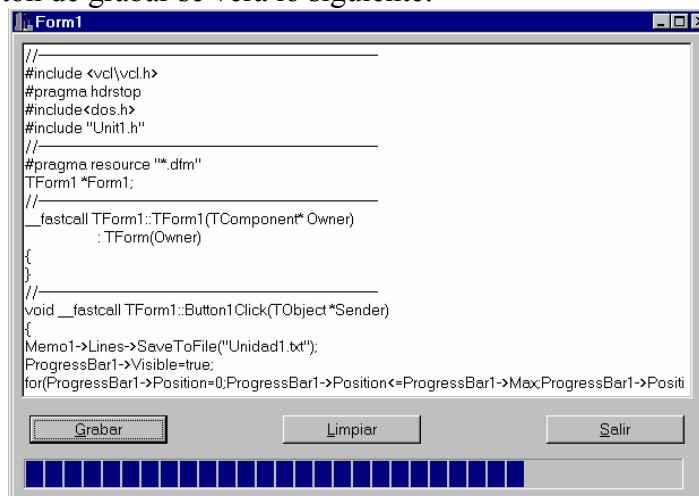 tón de grabar se verá lo siguiente:
Form1
//
#include <vcl\vcl.h>
#pragma hdrstop
#include<dos.h>
#include "Unit1.h"
//
#pragma resource "*.dfm"
TForm1 *Form1;
//
__fastcall TForm1::TForm1(TComponent* Owner)
: TForm(Owner)
{
}
//
void __fastcall TForm1::Button1Click(TObject *Sender)
{
Memo1->Lines->SaveToFile("Unidad1.txt");
ProgressBar1->Visible=true;
for(ProgressBar1->Position=0;ProgressBar1->Position<=ProgressBar1->Max;ProgressBar1->Positi
Grabar Limpiar Salir